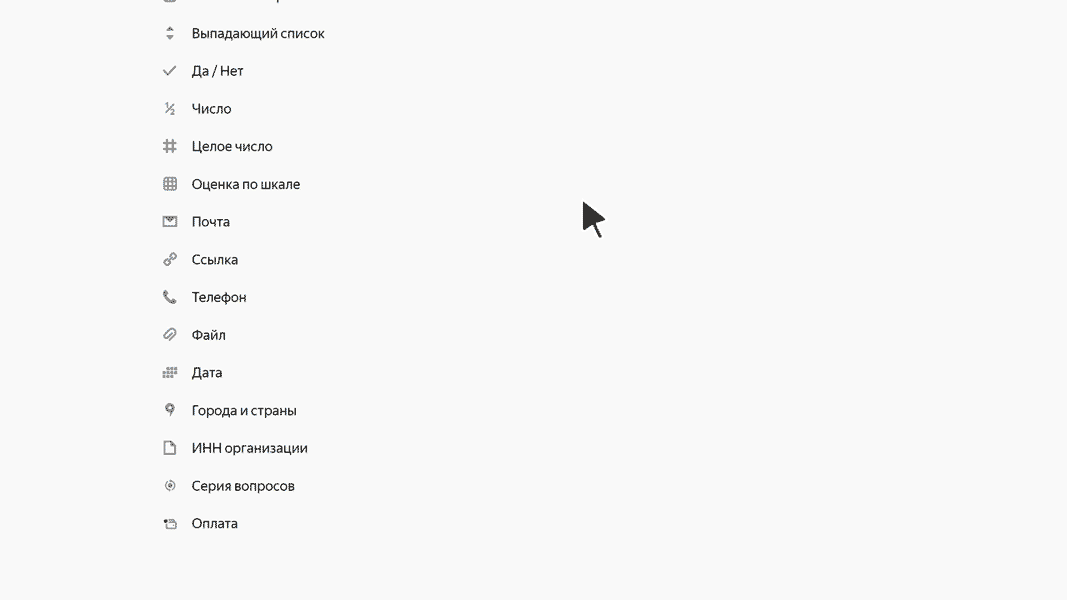 Выпадающий список
Да / Нет
Число
Целое число
Оценка по шкале
Почта
Ссылка
Телефон
Файл
Дата
Города и страны
ИНН организации
Серия вопросов
Оплата